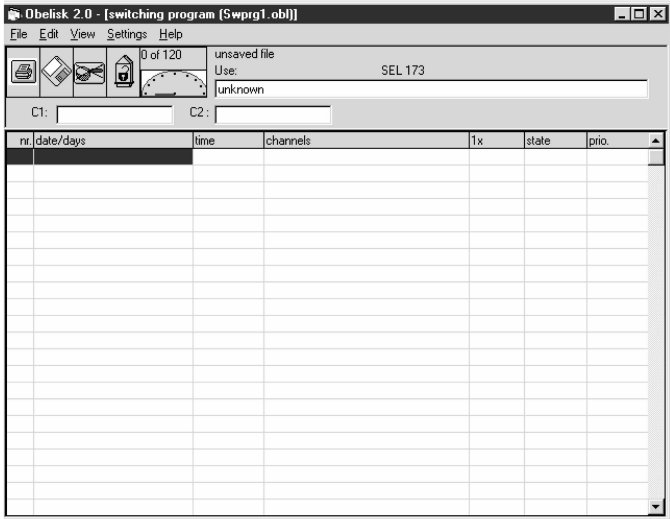 Obelisk 2.0 - [switching program (Swprg1.obl)]
File Edit View Settings Help
0 of 120
unsaved file
Use: SEL 173
unknown
C1: C2 :
nr. date/days time channels 1x state prio.